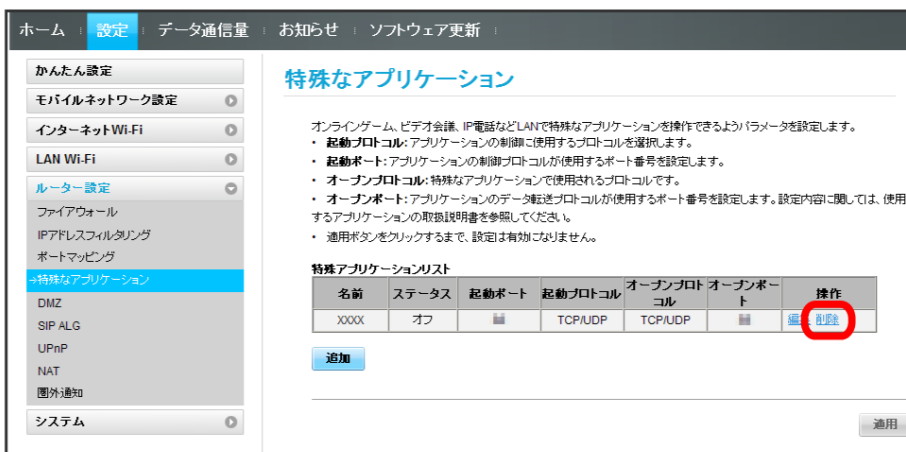 ホーム 設定 データ通信量 お知らせ ソフトウェア更新
かんたん設定
モバイルネットワーク設定
インターネットWi-Fi
LAN Wi-Fi
ルーター設定
ファイアウォール
IPアドレスフィルタリング
ポートマッピング
→特殊なアプリケーション
DMZ
SIP ALG
UPnP
NAT
圏外通知
システム
特殊なアプリケーション
オンラインゲーム、ビデオ会議、IP電話などLANで特殊なアプリケーションを操作できるようパラメータを設定します。
・ 起動プロトコル:アプリケーションの制御に使用するプロトコルを選択します。
・ 起動ポート:アプリケーションの制御プロトコルが使用するポート番号を設定します。
・ オープンプロトコル:特殊なアプリケーションで使用されるプロトコルです。
・ オープンポート:アプリケーションのデータ転送プロトコルが使用するポート番号を設定します。設定内容に関しては、使用
するアプリケーションの取扱説明書を参照してください。
・ 適用ボタンをクリックするまで、設定は有効になりません。
特殊アプリケーションリスト
名前 ステータス 起動ポート 起動プロトコル オープンプロトコル オープンポート 操作
XXXX オフ TCP/UDP TCP/UDP 編集 削除
追加
適用